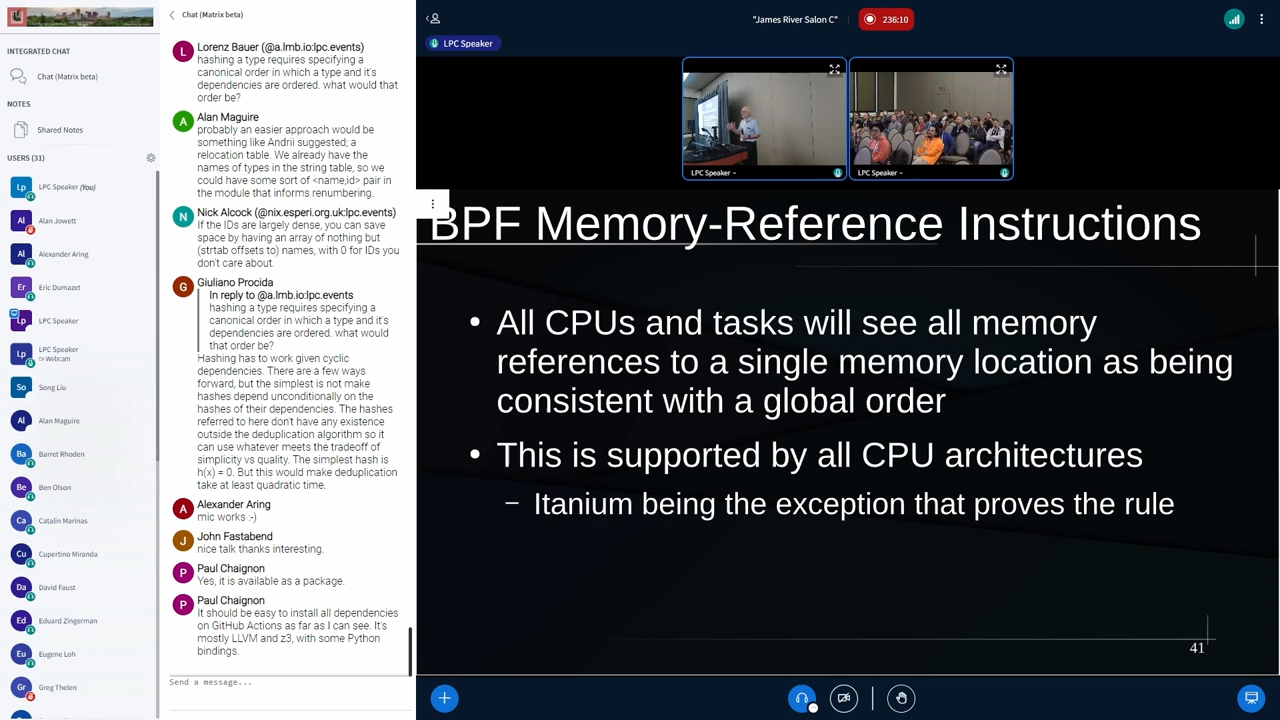 INTEGRATED CHAT
Chat (Matrix beta)
NOTES
Shared Notes
USERS (31)
Lp
LPC Speaker (You)
Al
Alan Jowett
Al
Alexander Aring
Er
Eric Dumazet
Lp
LPC Speaker
Lp
LPC Speaker
Webcam
So
Song Liu
Al
Alan Maguire
Ba
Barret Rhoden
Be
Ben Olson
Ca
Catalin Marinas
Cu
Cupertino Miranda
Da
David Faust
Ed
Eduard Zingerman
Eu
Eugene Loh
Gr
Greg Thelen
Chat (Matrix beta)
L
Lorenz Bauer (@a.lmb.io:lpc.events)
hashing a type requires specifying a
canonical order in which a type and it's
dependencies are ordered. what would that
order be?
A
Alan Maguire
probably an easier approach would be
something like Andrii suggested; a
relocation table. We already have the
names of types in the string table, so we
could have some sort of <name,id> pair in
the module that informs renumbering.
N
Nick Alcock (@nix.esperi.org.uk:lpc.events)
If the IDs are largely dense, you can save
space by having an array of nothing but
(strtab offsets to) names, with 0 for IDs you
don't care about.
G
Giuliano Procida
In reply to @a.lmb.io:lpc.events
hashing a type requires specifying a
canonical order in which a type and it's
dependencies are ordered. what would
that order be?
Hashing has to work given cyclic
dependencies. There are a few ways
forward, but the simplest is not make
hashes depend unconditionally on the
hashes of their dependencies. The hashes
referred to here don't have any existence
outside the deduplication algorithm so it
can use whatever meets the tradeoff of
simplicity vs quality. The simplest hash is
h(x) = 0. But this would make deduplication
take at least quadratic time.
A
Alexander Aring
mic works :-)
J
John Fastabend
nice talk thanks interesting.
P
Paul Chaignon
Yes, it is available as a package.
P
Paul Chaignon
It should be easy to install all dependencies
on GitHub Actions as far as I can see. It's
mostly LLVM and z3, with some Python
bindings.
Send a message...
"James River Salon C"
236:10
LPC Speaker
LPC Speaker
LPC Speaker
BPF Memory-Reference Instructions
• All CPUs and tasks will see all memory
references to a single memory location as being
consistent with a global order
• This is supported by all CPU architectures
– Itanium being the exception that proves the rule
41